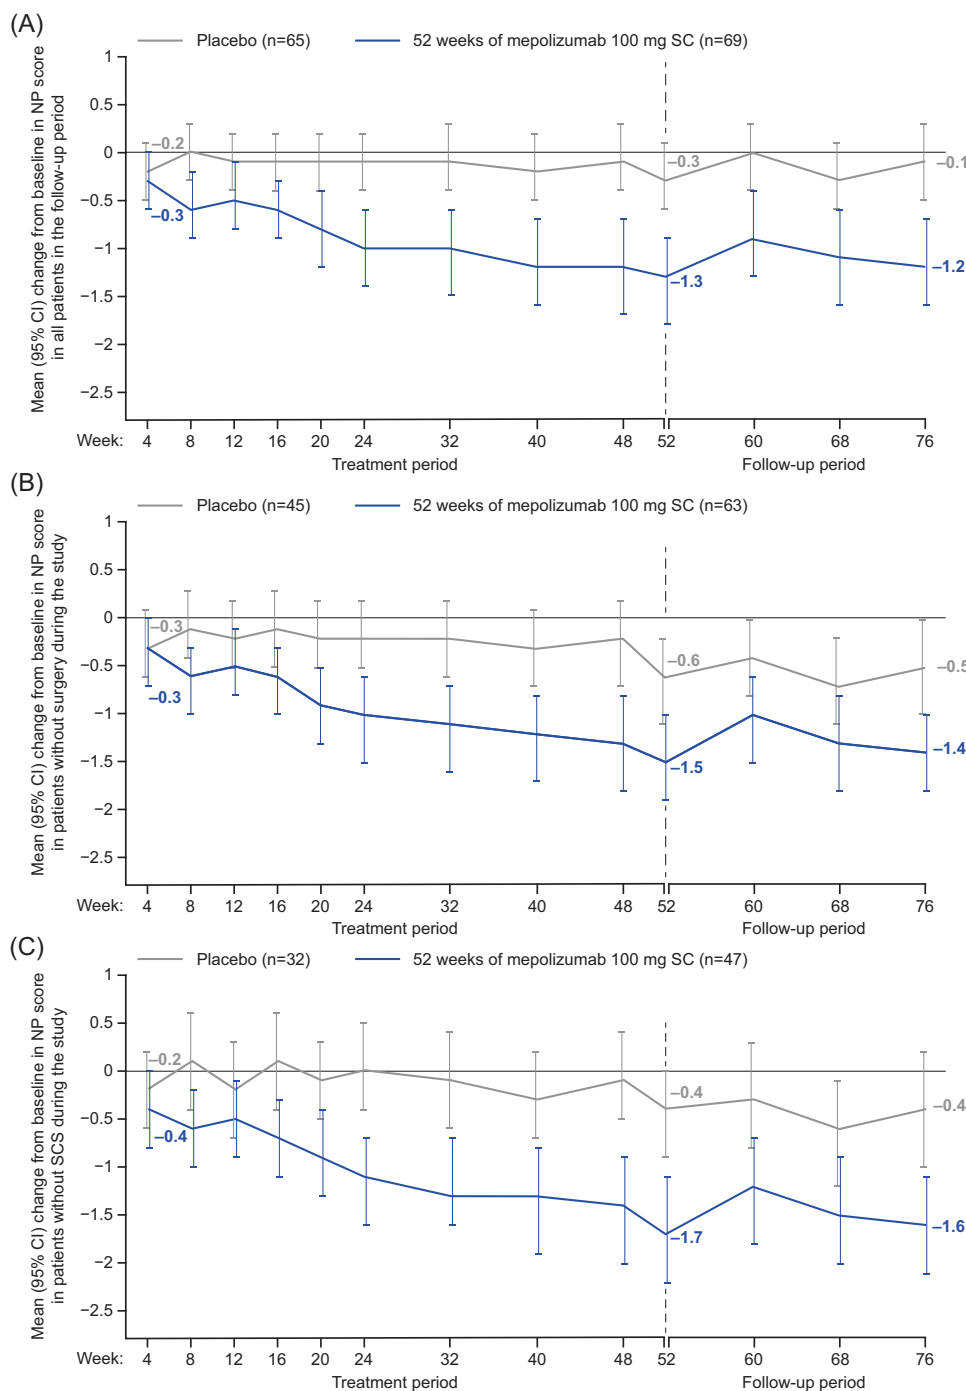 (A)
Placebo (n=65)
52 weeks of mepolizumab 100 mg SC (n=69)
Mean (95% CI) change from baseline in NP score
in all patients in the follow-up period
1
0.5
0
−0.5
−1
−1.5
−2
−2.5
−0.2
−0.3
−0.3
−1.3
−0.1
−1.2
Week: 4 8 12 16 20 24 32 40 48 52 60 68 76
Treatment period
Follow-up period
(B)
Placebo (n=45)
52 weeks of mepolizumab 100 mg SC (n=63)
Mean (95% CI) change from baseline in NP score
in patients without surgery during the study
1
0.5
0
−0.5
−1
−1.5
−2
−2.5
−0.3
−0.3
−0.6
−1.5
−0.5
−1.4
Week: 4 8 12 16 20 24 32 40 48 52 60 68 76
Treatment period
Follow-up period
(C)
Placebo (n=32)
52 weeks of mepolizumab 100 mg SC (n=47)
Mean (95% CI) change from baseline in NP score
in patients without SCS during the study
1
0.5
0
−0.5
−1
−1.5
−2
−2.5
−0.2
−0.4
−0.4
−1.7
−0.4
−1.6
Week: 4 8 12 16 20 24 32 40 48 52 60 68 76
Treatment period
Follow-up period